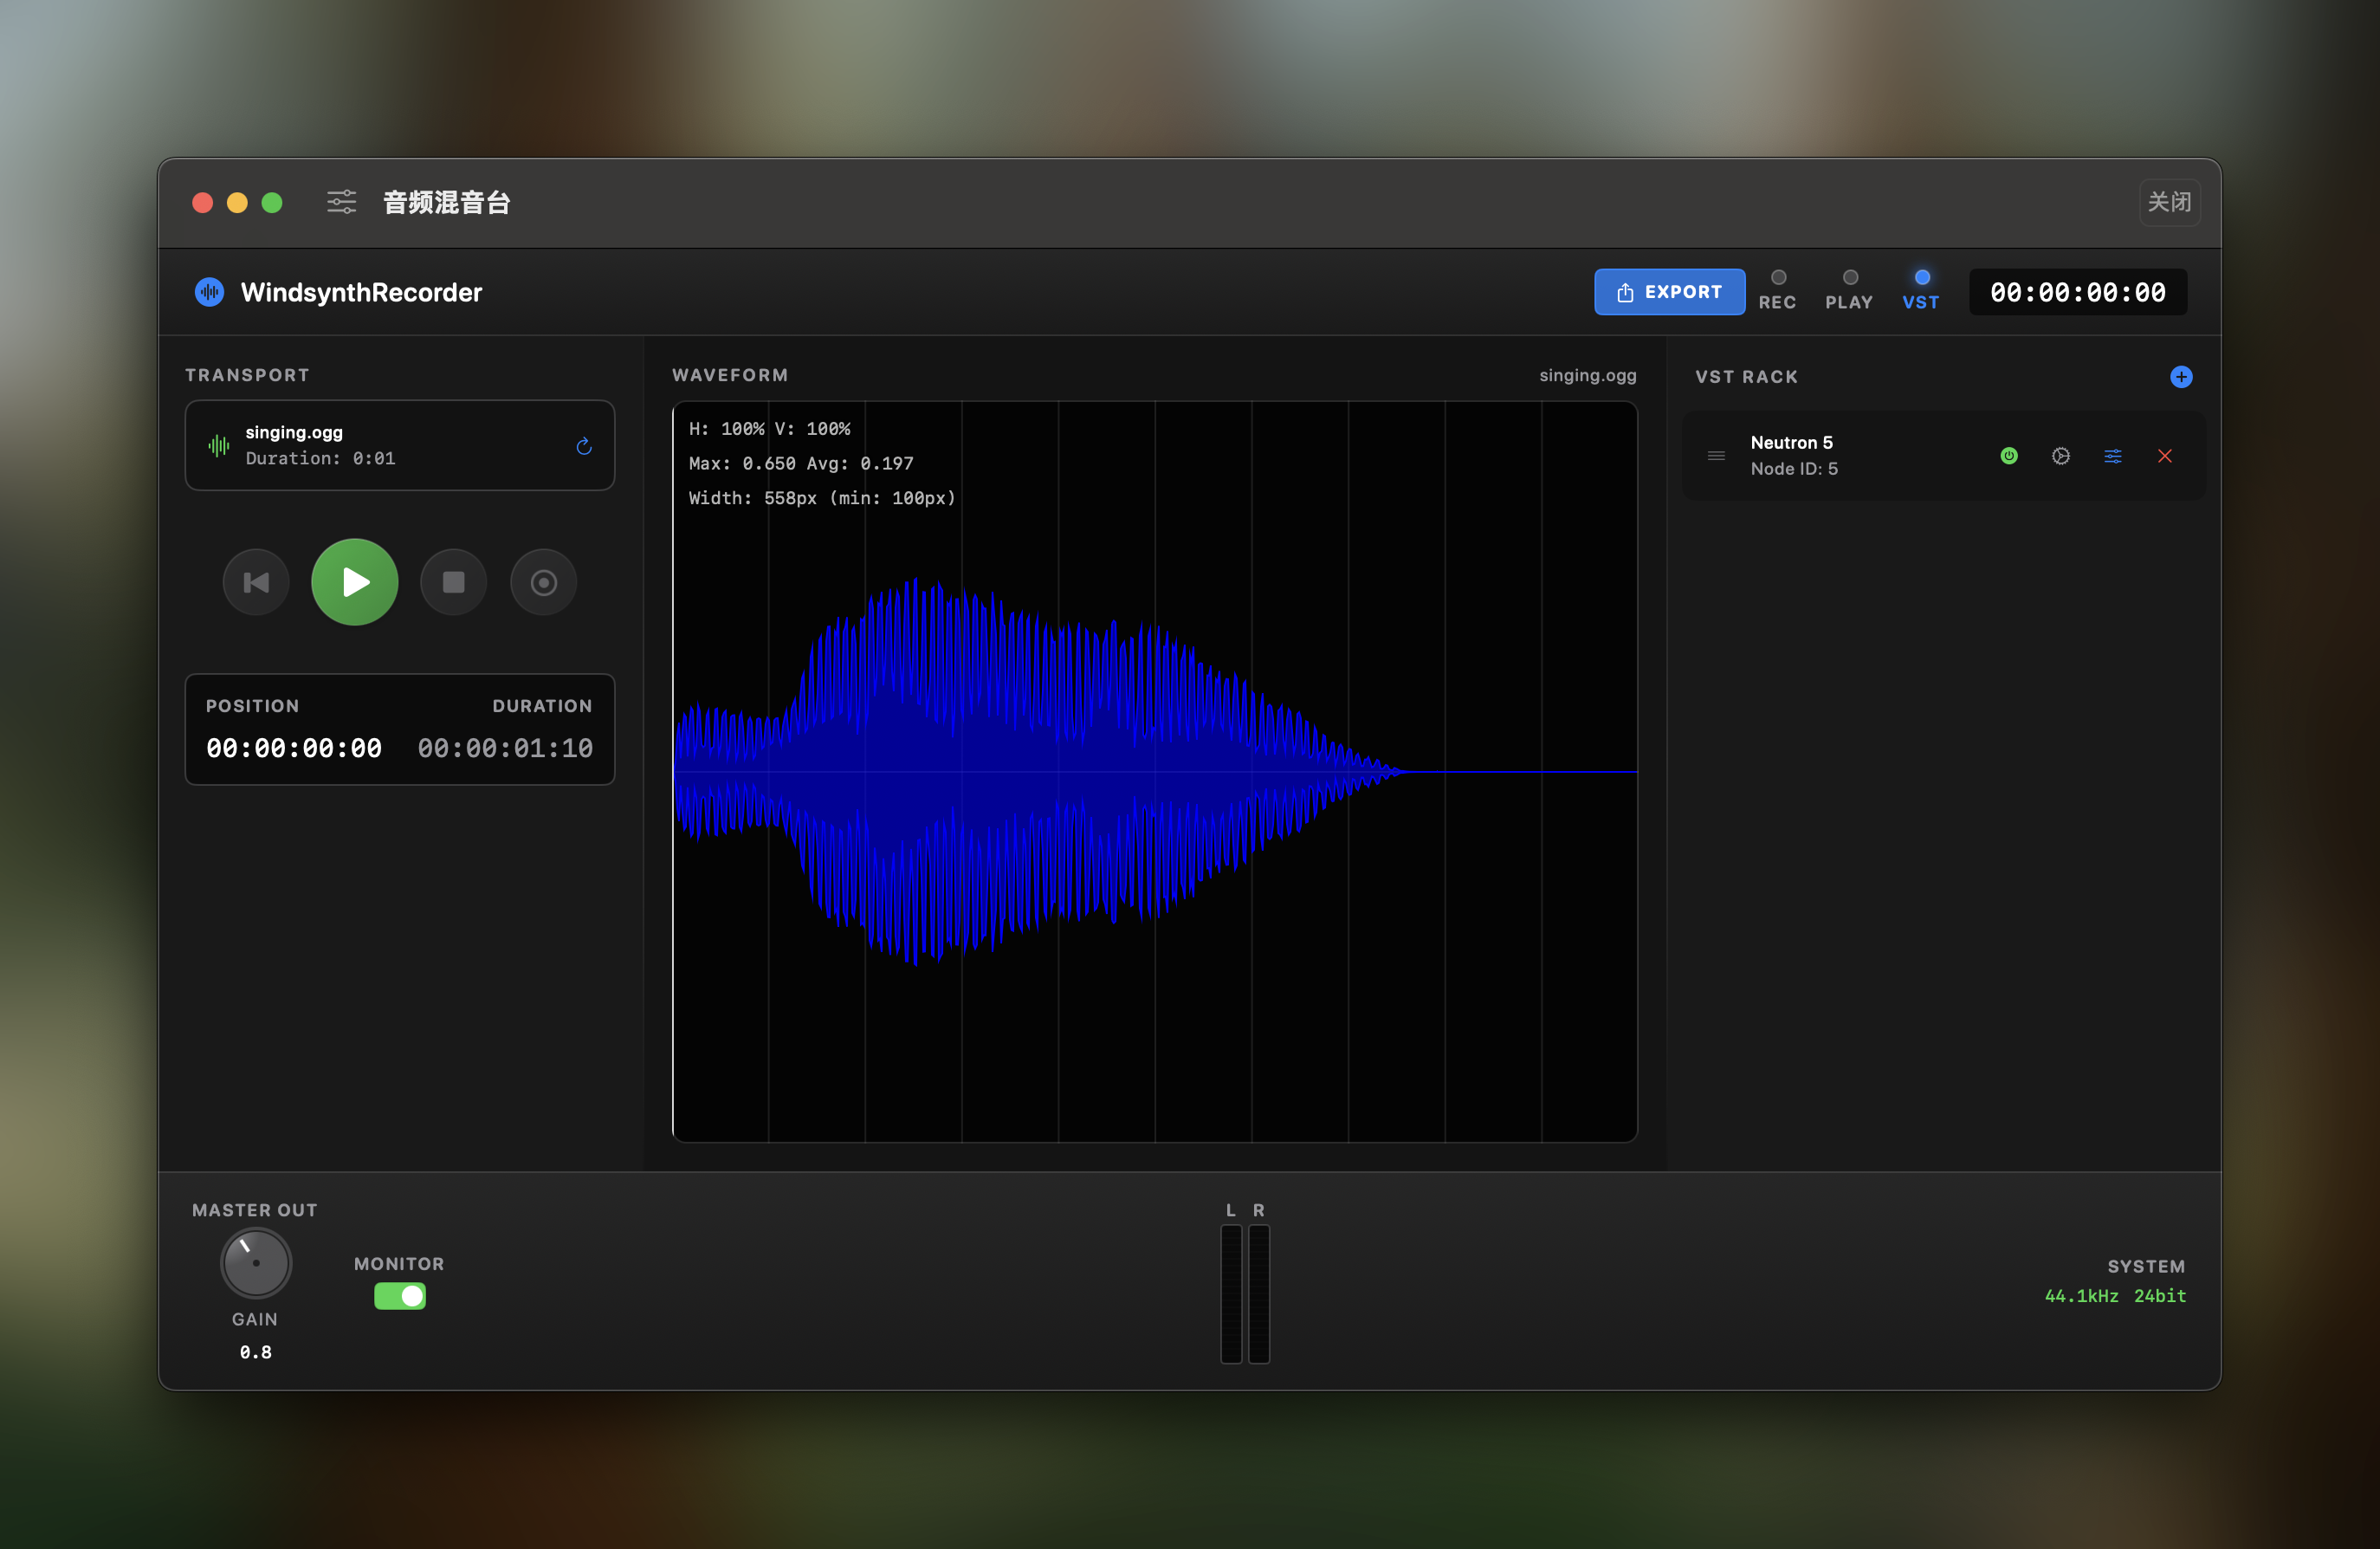 音频混音台
关闭
WindsynthRecorder
EXPORT
REC
PLAY
VST
00:00:00:00
TRANSPORT
singing.ogg
Duration: 0:01
POSITION
DURATION
00:00:00:00
00:00:01:10
WAVEFORM
singing.ogg
H: 100% V: 100%
Max: 0.650 Avg: 0.197
Width: 558px (min: 100px)
VST RACK
Neutron 5
Node ID: 5
MASTER OUT
GAIN
0.8
MONITOR
L R
SYSTEM
44.1kHz 24bit